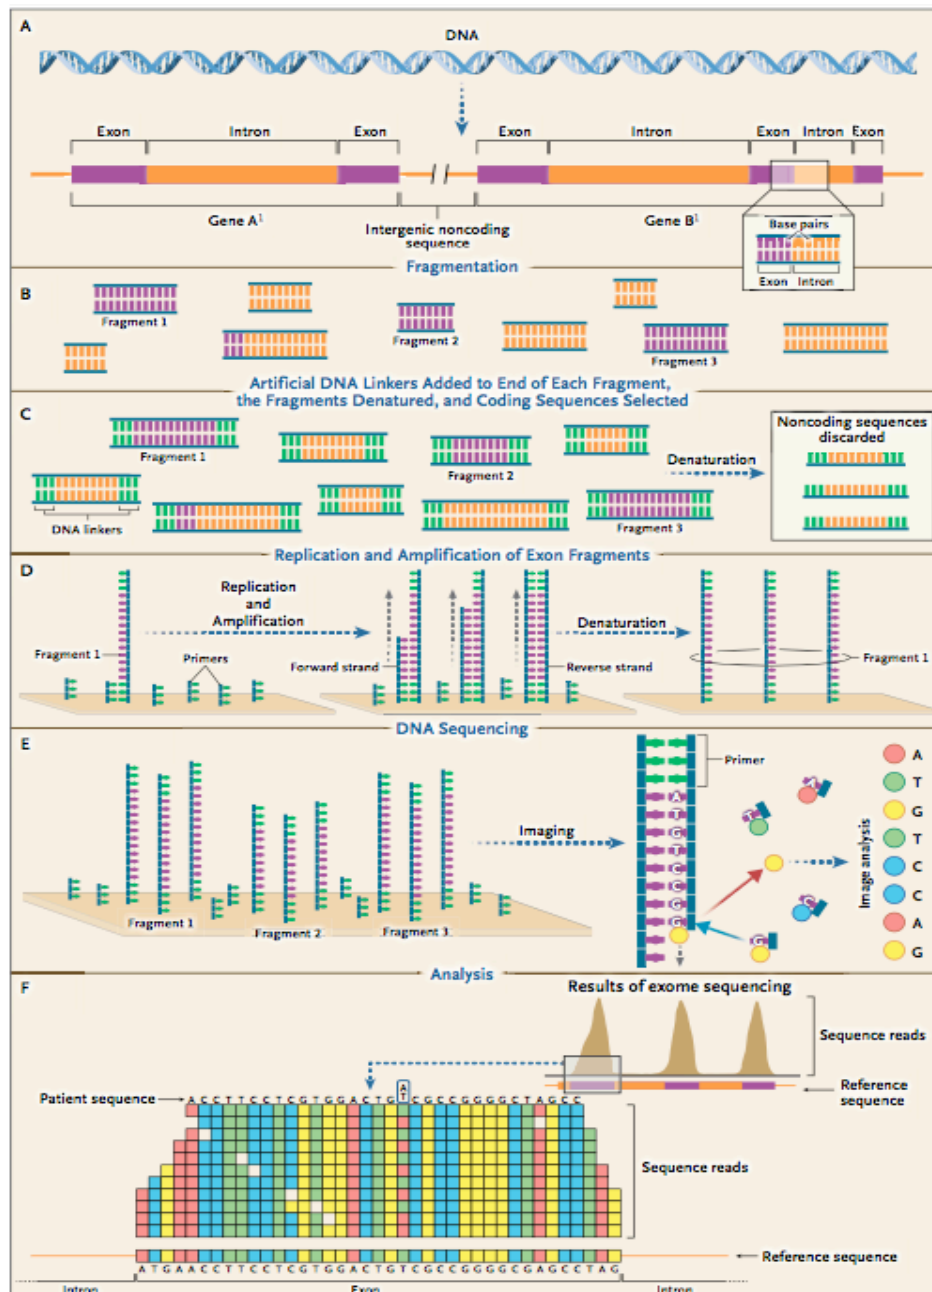 A
DNA
Exon Intron Exon Exon Intron Exon Intron Exon
Gene A1
Intergenic noncoding
sequence
Gene B1
Base pairs
Exon Intron
Fragmentation
B
Fragment 1
Fragment 2
Fragment 3
Artificial DNA Linkers Added to End of Each Fragment,
the Fragments Denatured, and Coding Sequences Selected
C
Fragment 1
Fragment 2
DNA linkers
Fragment 3
Denaturation
Noncoding sequences
discarded
Replication and Amplification of Exon Fragments
D
Replication
and
Amplification
Fragment 1
Primers
Forward strand
Reverse strand
Denaturation
Fragment 1
DNA Sequencing
E
Fragment 1
Fragment 2
Fragment 3
Imaging
Primer
A
T
G
T
C
C
G
G
T
A
C
G
Image analysis
A
T
G
T
C
C
A
G
Analysis
F
Results of exome sequencing
Sequence reads
Reference
sequence
Patient sequence
A
A C C T T C C T C G T G G A C T G T C G C C G G G G C T A G C C
Sequence reads
Reference sequence
A T G A A C C T T C C T C G T G G A C T G T C G C C G G G G C G A G C C T A G
Intron Exon Intron